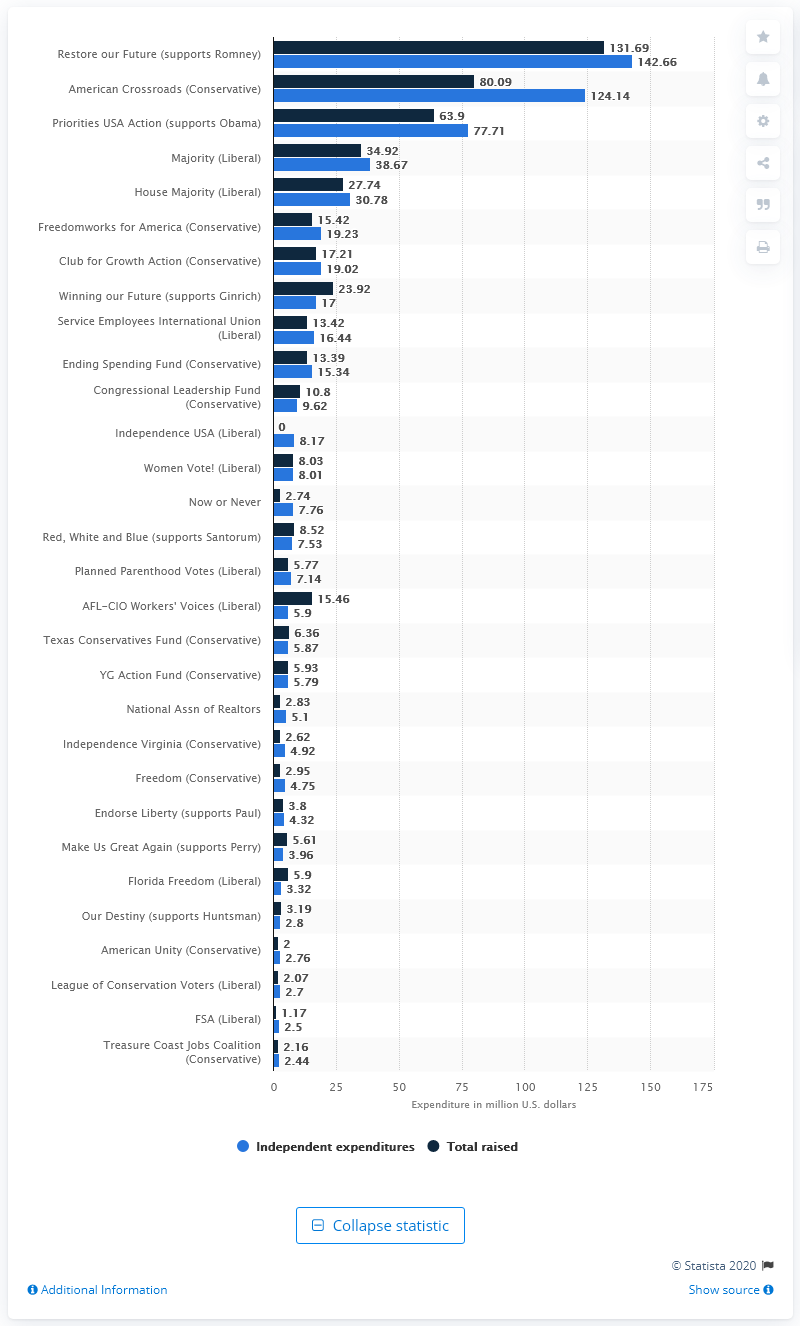 Restore our Future (supports Romney)
131.69
142.66
American Crossroads (Conservative)
80.09
124.14
Priorities USA Action (supports Obama)
63.9
77.71
Majority (Liberal)
34.92
38.67
House Majority (Liberal)
27.74
30.78
Freedomworks for America (Conservative)
15.42
19.23
Club for Growth Action (Conservative)
17.21
19.02
Winning our Future (supports Ginrich)
23.92
17
Service Employees International Union
(Liberal)
13.42
16.44
Ending Spending Fund (Conservative)
13.39
15.34
Congressional Leadership Fund
(Conservative)
10.8
9.62
Independence USA (Liberal)
0
8.17
Women Vote! (Liberal)
8.03
8.01
Now or Never
2.74
7.76
Red, White and Blue (supports Santorum)
8.52
7.53
Planned Parenthood Votes (Liberal)
5.77
7.14
AFL-CIO Workers' Voices (Liberal)
15.46
5.9
Texas Conservatives Fund (Conservative)
6.36
5.87
YG Action Fund (Conservative)
5.93
5.79
National Assn of Realtors
2.83
5.1
Independence Virginia (Conservative)
2.62
4.92
Freedom (Conservative)
2.95
4.75
Endorse Liberty (supports Paul)
3.8
4.32
Make Us Great Again (supports Perry)
5.61
3.96
Florida Freedom (Liberal)
5.9
3.32
Our Destiny (supports Huntsman)
3.19
2.8
American Unity (Conservative)
2
2.76
League of Conservation Voters (Liberal)
2.07
2.7
FSA (Liberal)
1.17
2.5
Treasure Coast Jobs Coalition
(Conservative)
2.16
2.44
0 25 50 75 100 125 150 175
Expenditure in million U.S. dollars
Independent expenditures Total raised
Collapse statistic
© Statista 2020
Additional Information Show source